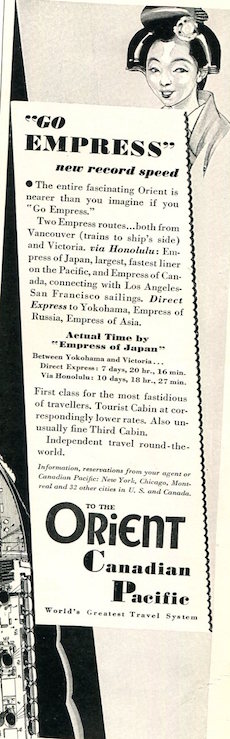 "GO
EMPRESS"
new record speed
● The entire fascinating Orient is
nearer than you imagine if you
"Go Empress."
Two Empress routes...both from
Vancouver (trains to ship's side)
and Victoria. via Honolulu: Em-
press of Japan, largest, fastest liner
on the Pacific, and Empress of Can-
ada, connecting with Los Angeles-
San Francisco sailings. Direct
Express to Yokohama, Empress of
Russia, Empress of Asia.
Actual Time by
"Empress of Japan"
Between Yokohama and Victoria...
Direct Express: 7 days, 20 hr., 16 min.
Via Honolulu: 10 days, 18 hr., 27 min.
First class for the most fastidious
of travellers. Tourist Cabin at cor-
respondingly lower rates. Also un-
usually fine Third Cabin.
Independent travel round-the-
world.
Information, reservations from your agent or
Canadian Pacific: New York, Chicago, Mont-
real and 32 other cities in U. S. and Canada.
TO THE
ORiENT
Canadian
Pacific
World's Greatest Travel System